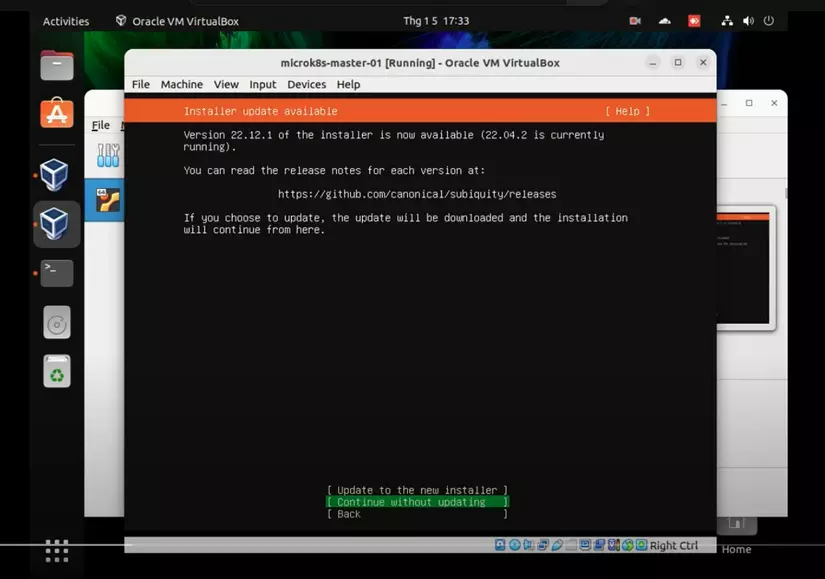 Activities
Oracle VM VirtualBox
Thg 1 5 17:33
microk8s-master-01 [Running] - Oracle VM VirtualBox
File Machine View Input Devices Help
File
Installer update available [ Help ]
Version 22.12.1 of the installer is now available (22.04.2 is currently
running).
You can read the release notes for each version at:
https://github.com/canonical/subiquity/releases
If you choose to update, the update will be downloaded and the installation
will continue from here.
[ Update to the new installer ]
[ Continue without updating ]
[ Back ]
Right Ctrl
Home